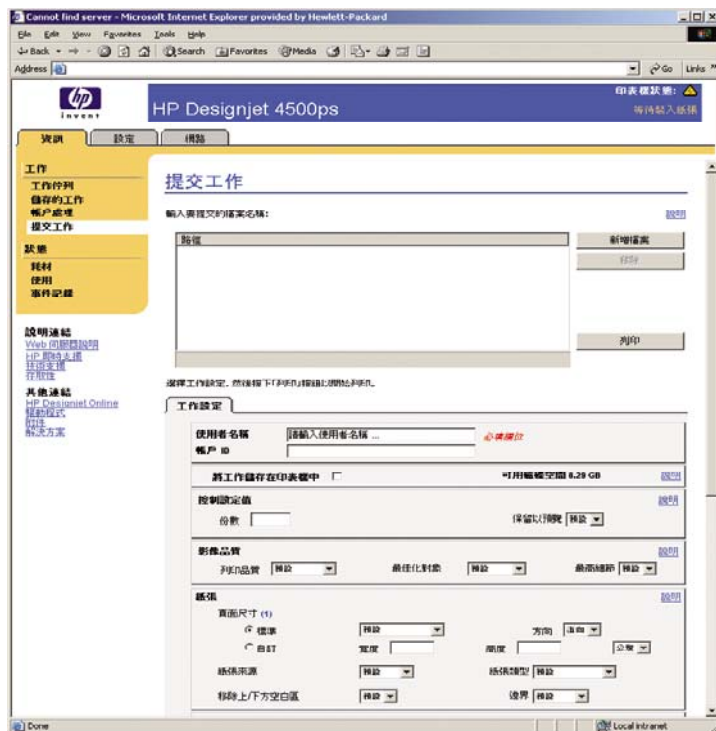 Cannot find server - Microsoft Internet Explorer provided by Hewlett-Packard
File Edit View Favorites Tools Help
Back Search Favorites Media
Address Go Links »
hp
invent
HP Designjet 4500ps
印表機狀態:
等待裝入紙張
資訊 設定 網路
工作
工作佇列
儲存的工作
帳戶處理
提交工作
狀態
耗材
使用
事件記錄
說明連結
Web 伺服器說明
HP 即時支援
技術支援
存取性
其他連結
HP Designjet Online
驅動程式
附件
解決方案
提交工作
輸入要提交的檔案名稱: 說明
路徑
新增檔案
移除
列印
選擇工作設定, 然後按下「列印」按鈕以開始列印。
工作設定
使用者名稱 請輸入使用者名稱 ... 必填欄位
帳戶 ID
將工作儲存在印表機中 可用磁碟空間 8.29 GB 說明
控制設定值 說明
份數 保留以預覽 預設
影像品質 說明
列印品質 預設 最佳化對象 預設 最高細節 預設
紙張 說明
頁面尺寸 (1)
標準 預設 方向
自訂 寬度 高度 公釐
紙張來源 預設 紙張類型 預設
移除上/下方空白區 預設 邊界 預設
Done Local intranet